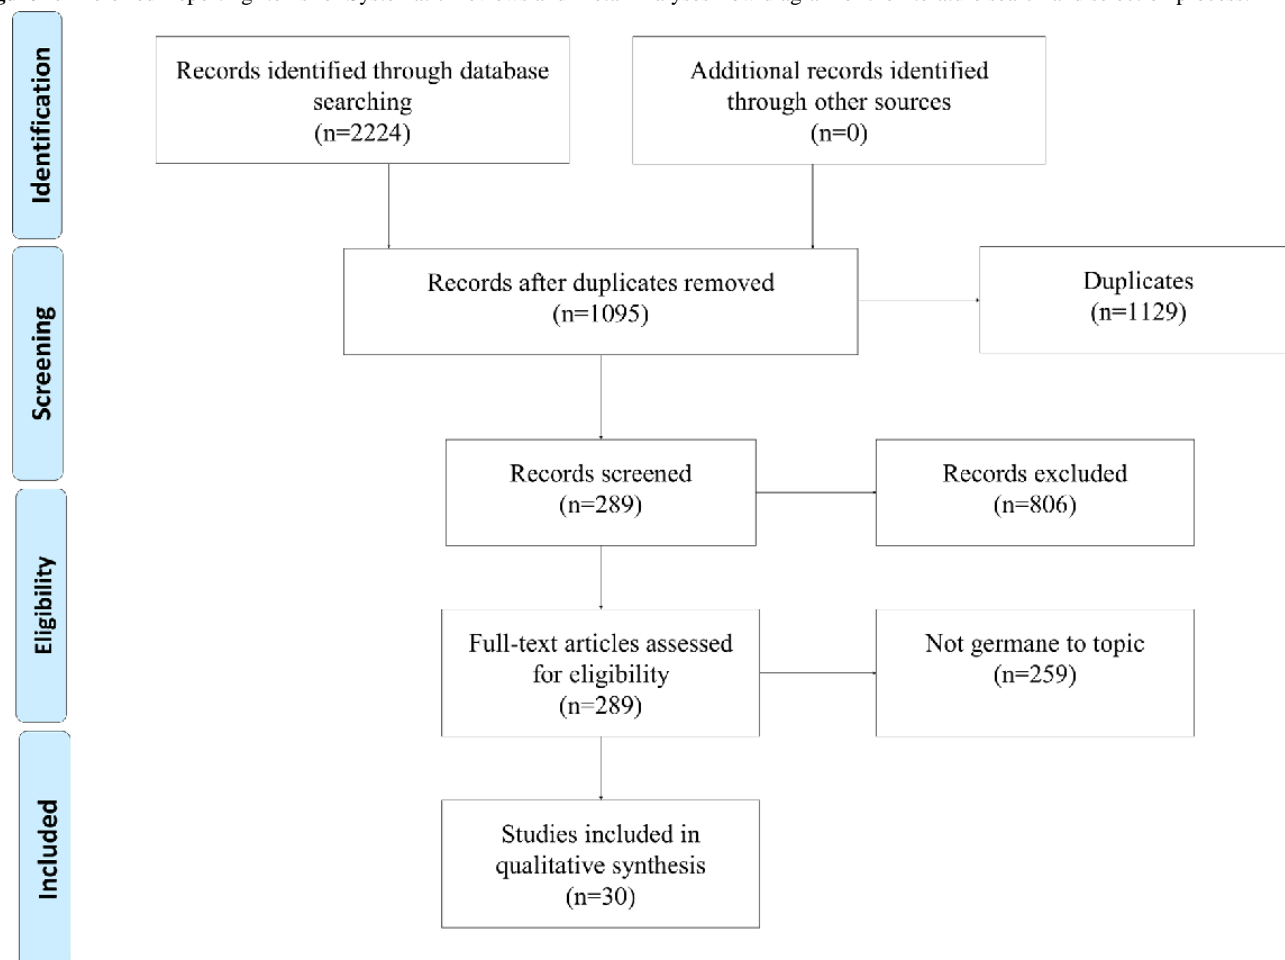 Identification
Records identified through database
searching
(n=2224)
Additional records identified
through other sources
(n=0)
Screening
Records after duplicates removed
(n=1095)
Duplicates
(n=1129)
Records screened
(n=289)
Records excluded
(n=806)
Eligibility
Full-text articles assessed
for eligibility
(n=289)
Not germane to topic
(n=259)
Included
Studies included in
qualitative synthesis
(n=30)